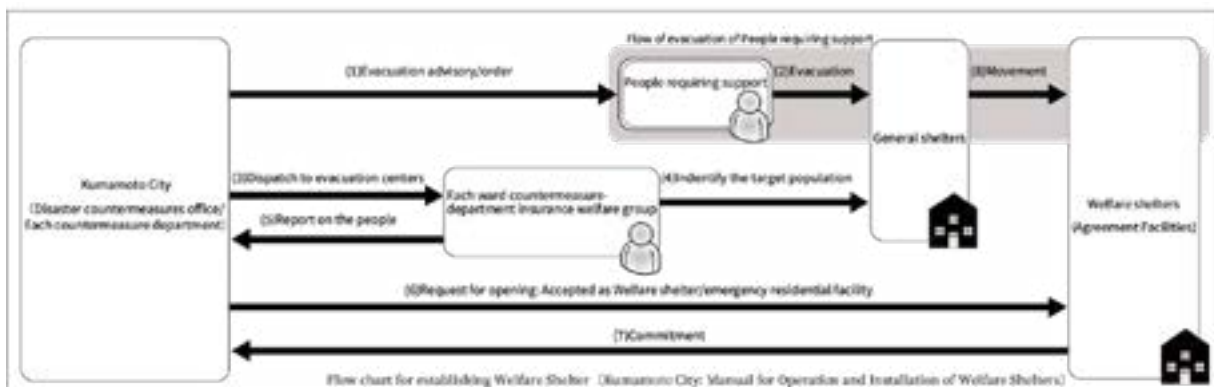 Flow of evacuation of People requiring support
(1)Evacuation advisory/order
People requiring support
(2)Evacuation
(8)Movement
General shelters
Kumamoto City
(Disaster countermeasures office/
Each countermeasure department)
(3)Dispatch to evacuation centers
Each ward countermeasure-
department insurance welfare group
(4)Indentify the target population
(5)Report on the people
Welfare shelters
(Agreement Facilities)
(6)Request for opening: Accepted as Welfare shelter/emergency residential facility
(7)Commitment
Flow chart for establishing Welfare Shelter (Kumamoto City: Manual for Operation and Installation of Welfare Shelters)